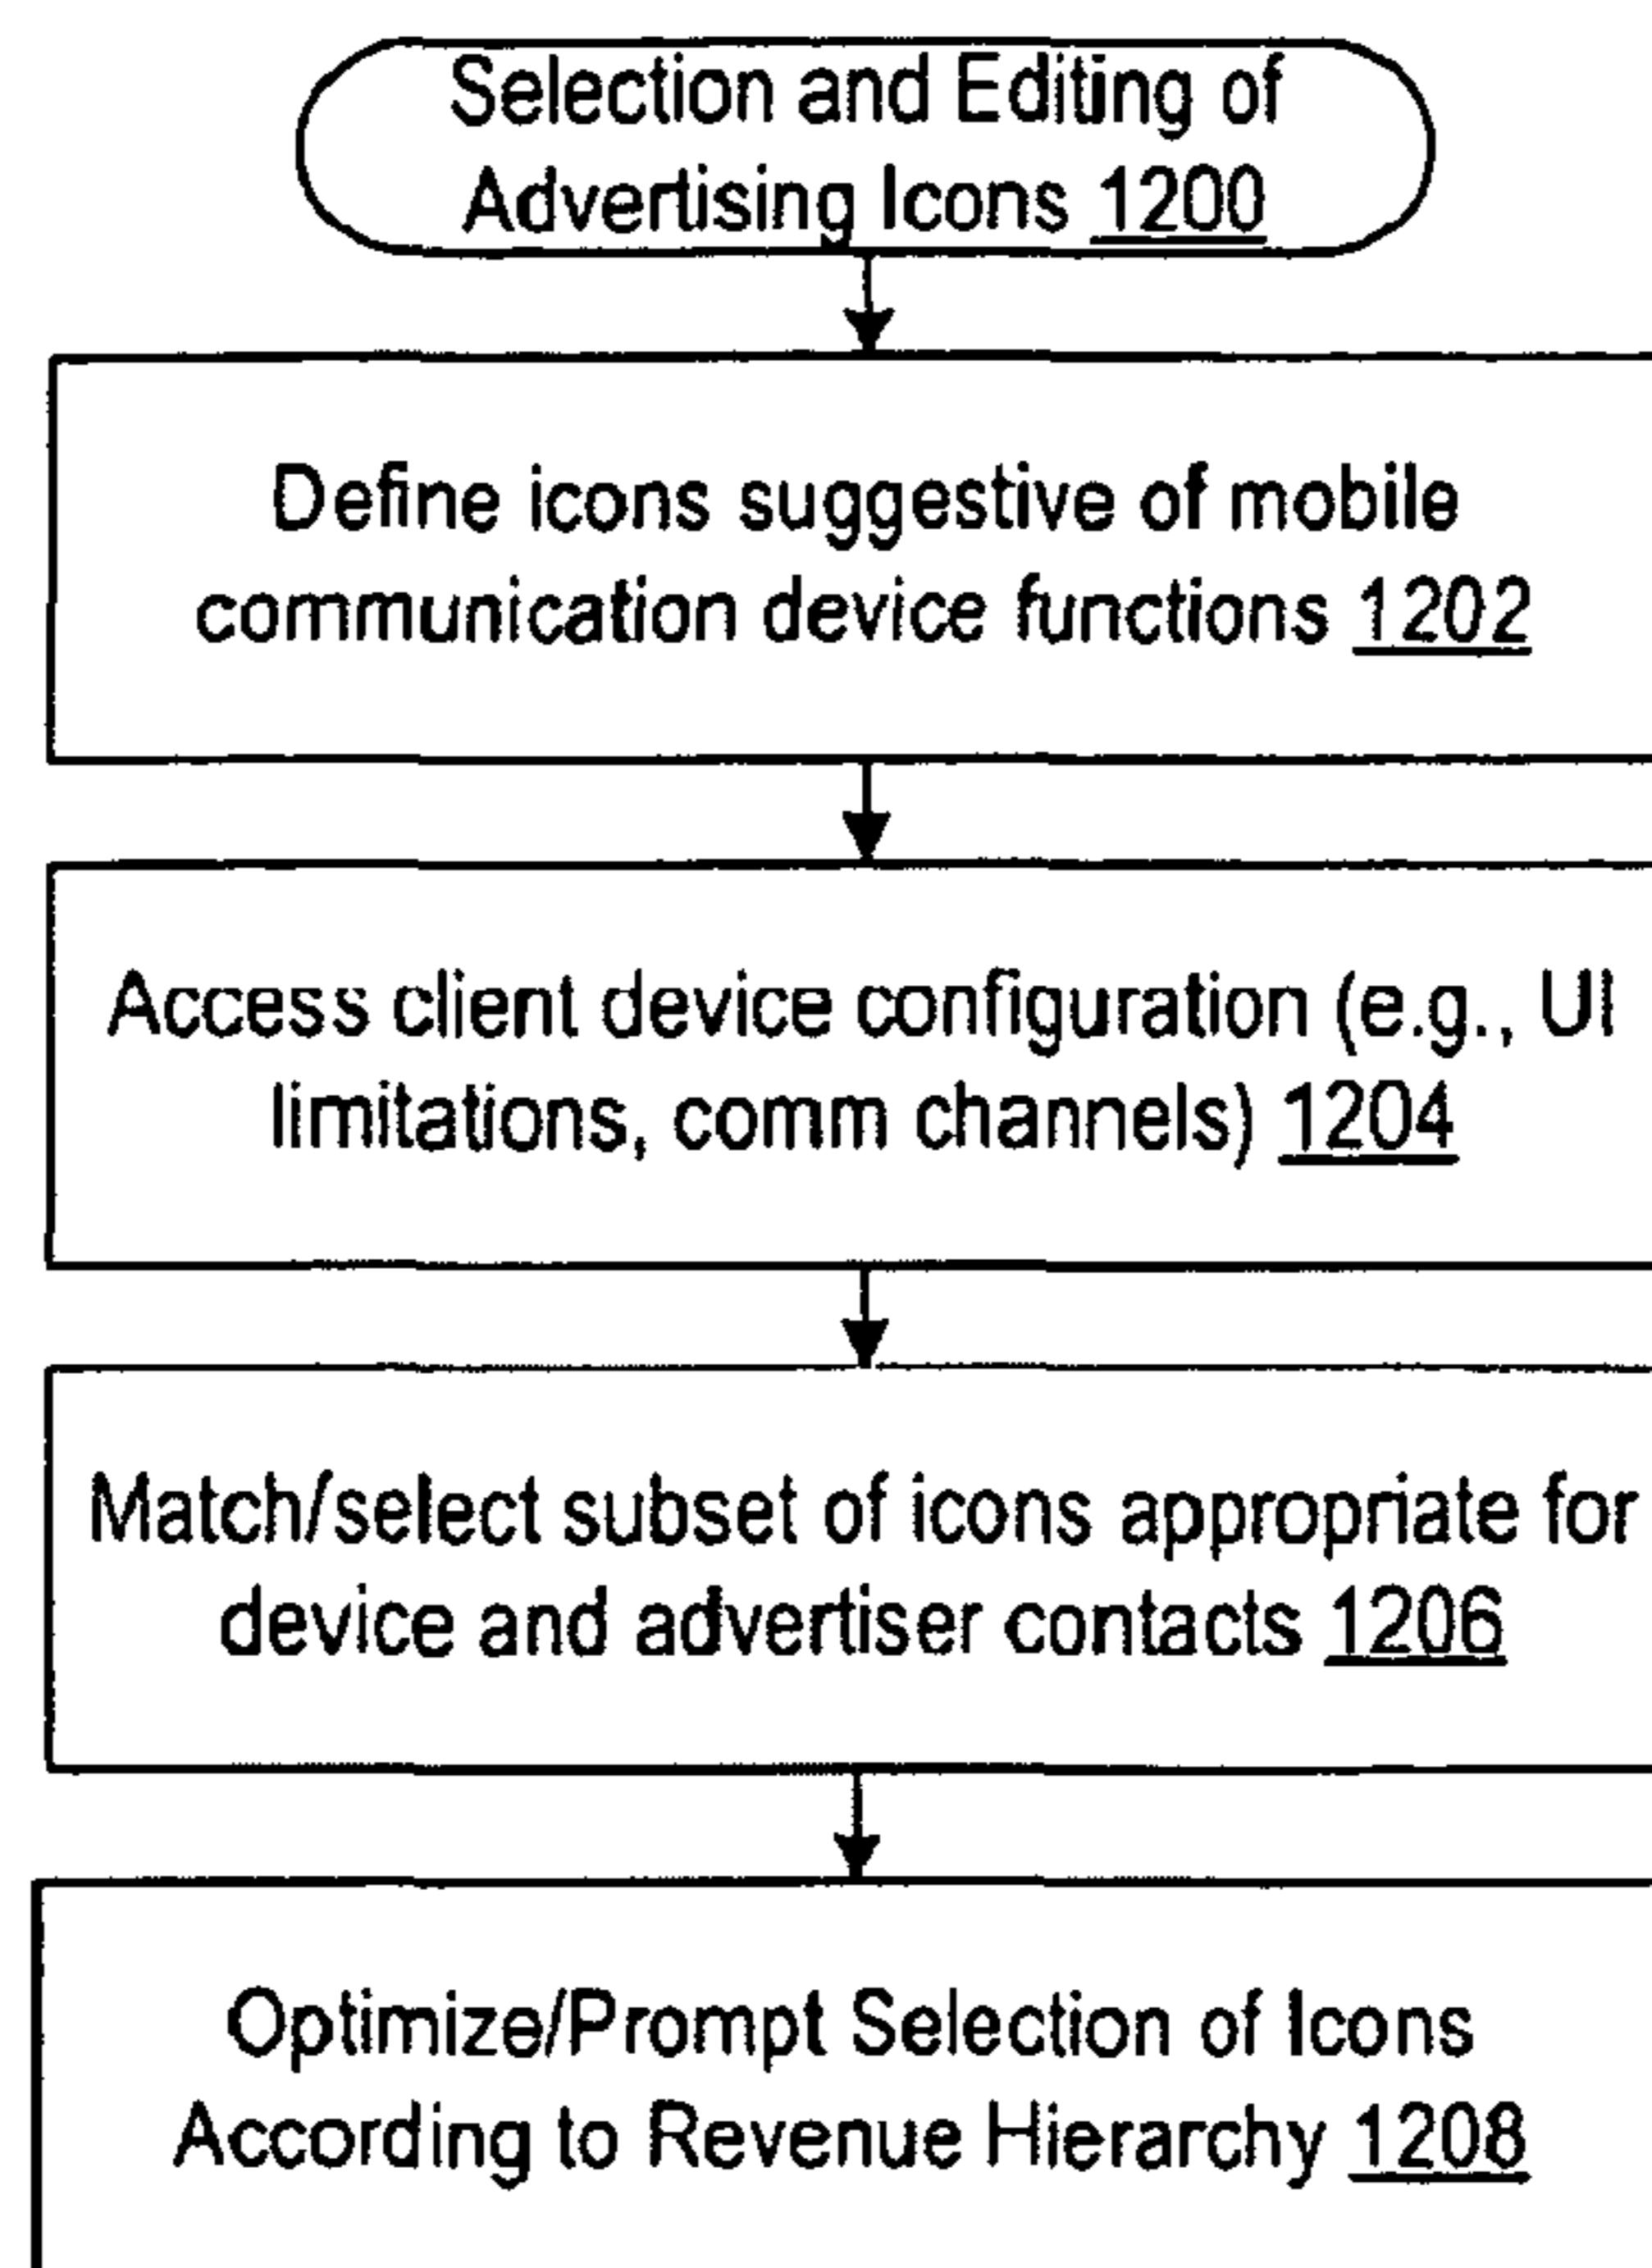 Selection and Editing of
Advertising Icons 1200
Define icons suggestive of mobile
communication device functions 1202
Access client device configuration (e.g., UI
limitations, comm channels) 1204
Match/select subset of icons appropriate for
device and advertiser contacts 1206
Optimize/Prompt Selection of Icons
According to Revenue Hierarchy 1208